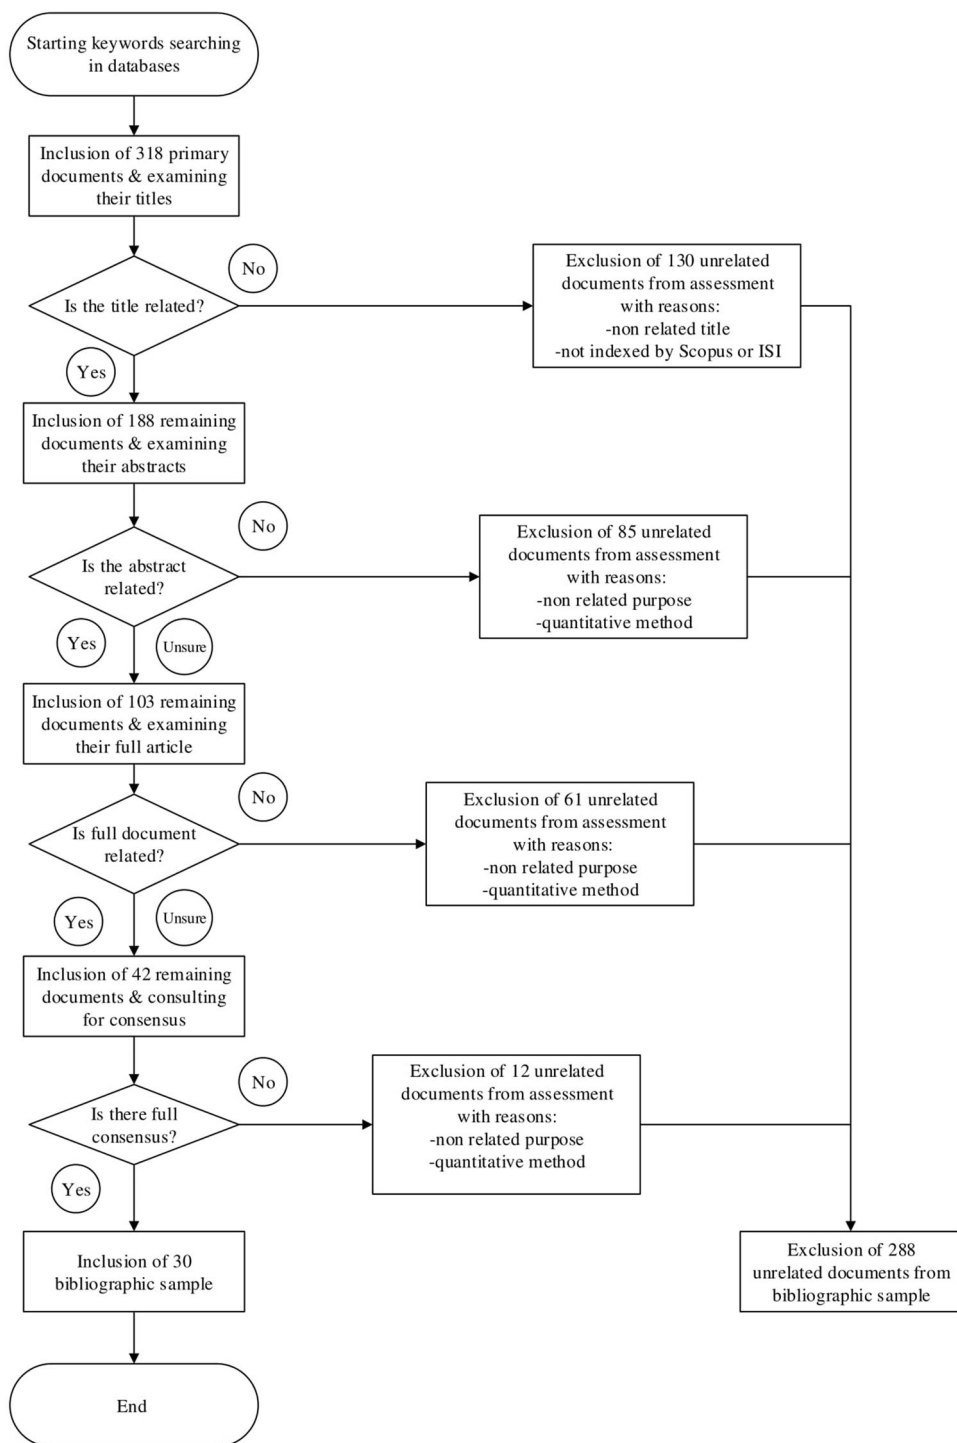 Starting keywords searching
in databases
Inclusion of 318 primary
documents & examining
their titles
No
Is the title related?
Exclusion of 130 unrelated
documents from assessment
with reasons:
-non related title
-not indexed by Scopus or ISI
Yes
Inclusion of 188 remaining
documents & examining
their abstracts
No
Is the abstract
related?
Exclusion of 85 unrelated
documents from assessment
with reasons:
-non related purpose
-quantitative method
Yes
Unsure
Inclusion of 103 remaining
documents & examining
their full article
No
Is full document
related?
Exclusion of 61 unrelated
documents from assessment
with reasons:
-non related purpose
-quantitative method
Yes
Unsure
Inclusion of 42 remaining
documents & consulting
for consensus
No
Is there full
consensus?
Exclusion of 12 unrelated
documents from assessment
with reasons:
-non related purpose
-quantitative method
Yes
Inclusion of 30
bibliographic sample
Exclusion of 288
unrelated documents from
bibliographic sample
End